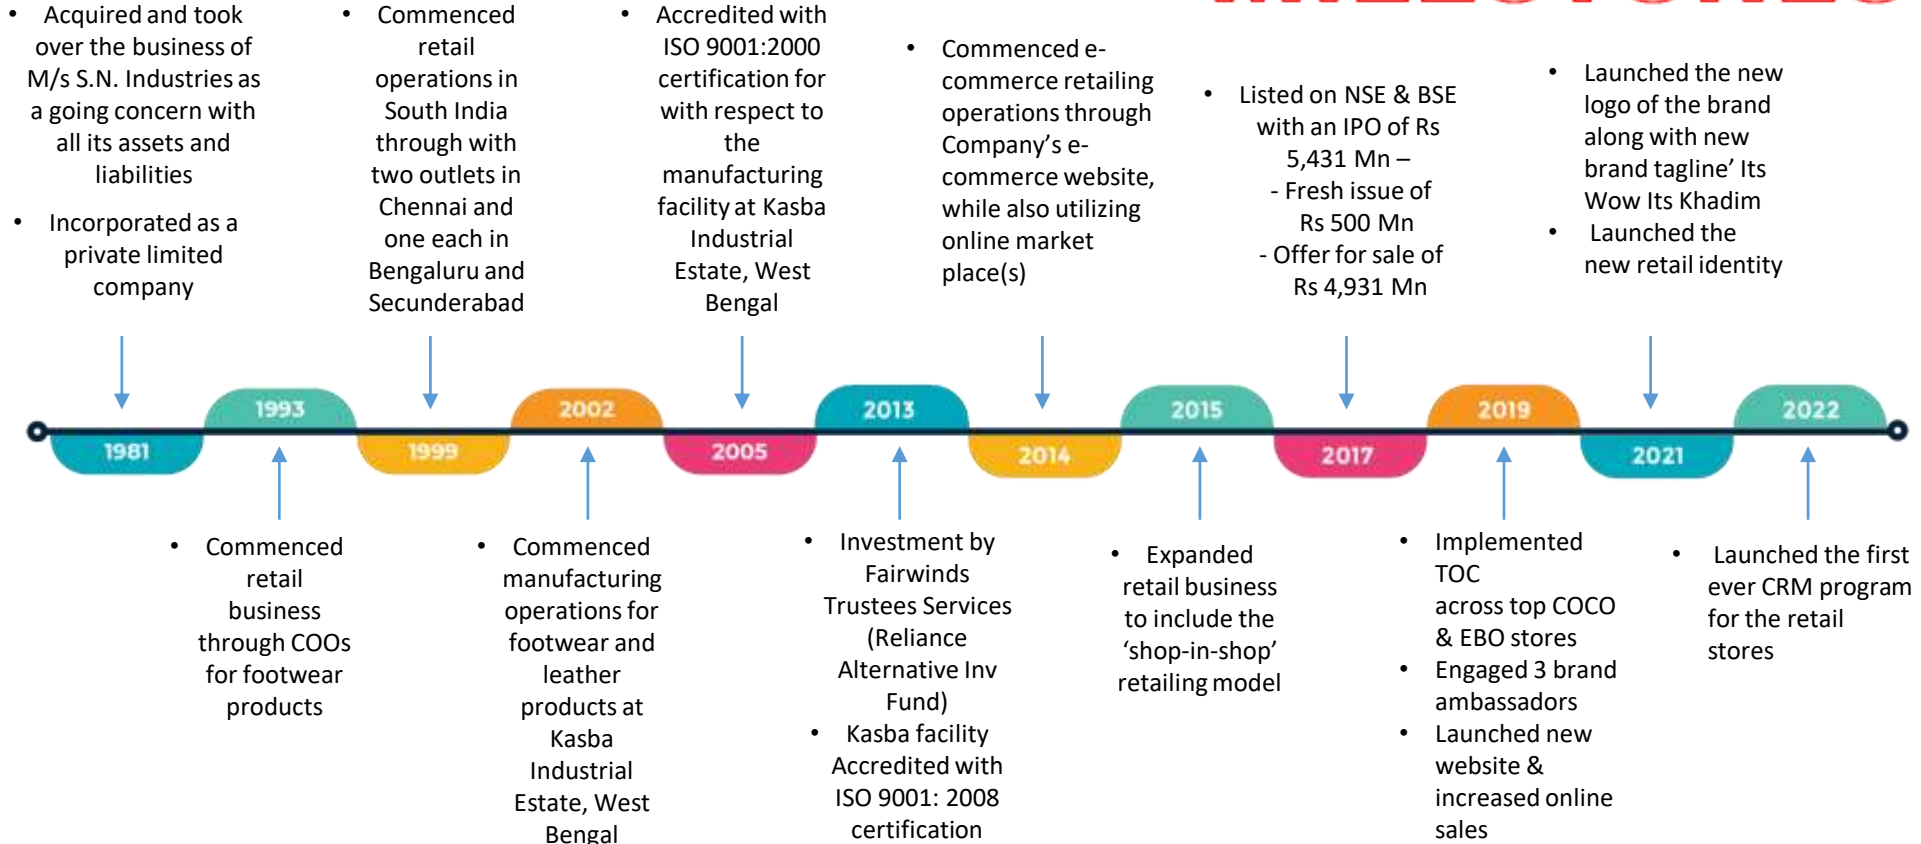 MILESTONES
• Acquired and took
over the business of
M/s S.N. Industries as
a going concern with
all its assets and
liabilities
• Incorporated as a
private limited
company
• Commenced
retail
operations in
South India
through with
two outlets in
Chennai and
one each in
Bengaluru and
Secunderabad
• Accredited with
ISO 9001:2000
certification for
with respect to
the
manufacturing
facility at Kasba
Industrial
Estate, West
Bengal
• Commenced e-
commerce retailing
operations through
Company’s e-
commerce website,
while also utilizing
online market
place(s)
• Listed on NSE & BSE
with an IPO of Rs
5,431 Mn –
- Fresh issue of
Rs 500 Mn
- Offer for sale of
Rs 4,931 Mn
• Launched the new
logo of the brand
along with new
brand tagline’ Its
Wow Its Khadim
• Launched the
new retail identity
1981
1993
1999
2002
2005
2013
2014
2015
2017
2019
2021
2022
• Commenced
retail
business
through COOs
for footwear
products
• Commenced
manufacturing
operations for
footwear and
leather
products at
Kasba
Industrial
Estate, West
Bengal
• Investment by
Fairwinds
Trustees Services
(Reliance
Alternative Inv
Fund)
• Kasba facility
Accredited with
ISO 9001: 2008
certification
• Expanded
retail business
to include the
‘shop-in-shop’
retailing model
• Implemented
TOC
across top COCO
& EBO stores
• Engaged 3 brand
ambassadors
• Launched new
website &
increased online
sales
• Launched the first
ever CRM program
for the retail
stores